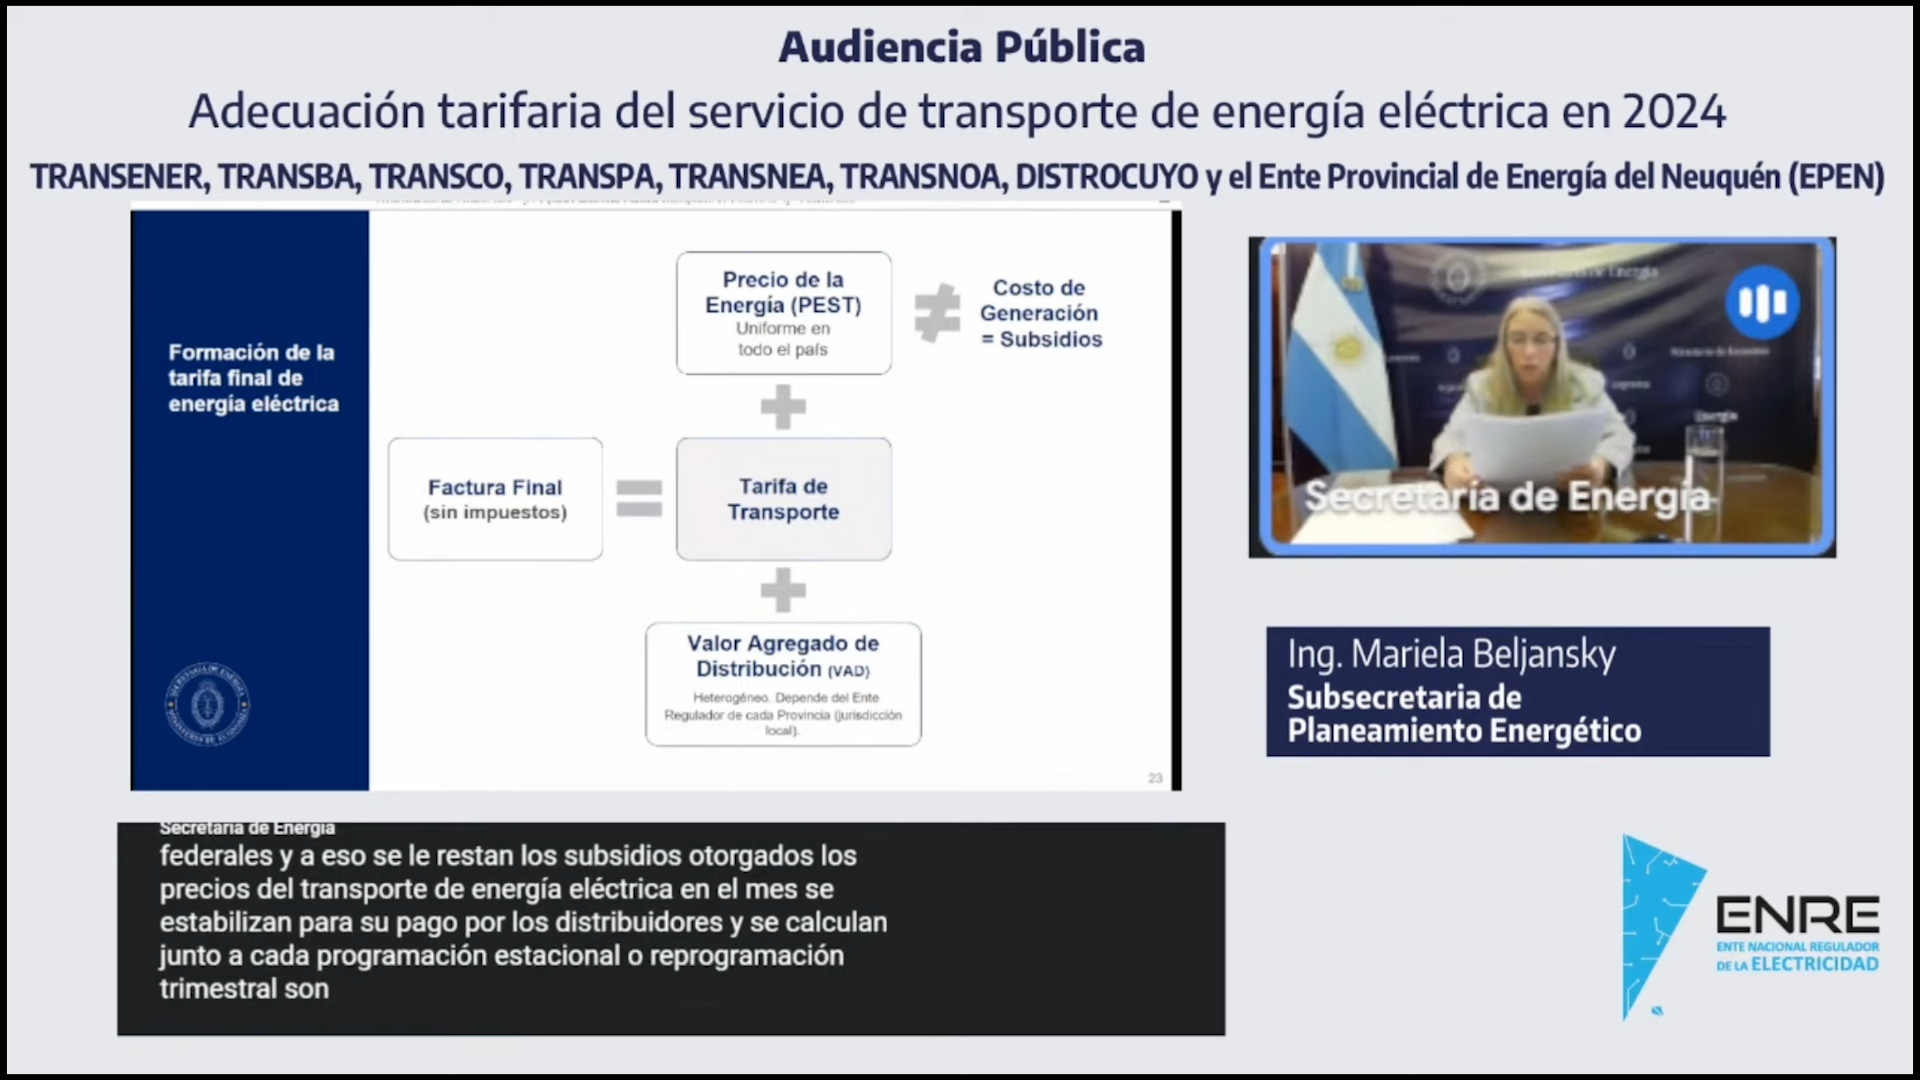 Audiencia Pública
Adecuación tarifaria del servicio de transporte de energía eléctrica en 2024
TRANSENER, TRANSBA, TRANSCO, TRANSPA, TRANSNEA, TRANSNOA, DISTROCUYO y el Ente Provincial de Energía del Neuquén (EPEN)
Formación de la
tarifa final de
energía eléctrica
Precio de la
Energía (PEST)
Uniforme en
todo el país
Costo de
Generación
= Subsidios
Factura Final
(sin impuestos)
Tarifa de
Transporte
Valor Agregado de
Distribución (VAD)
Heterogéneo. Depende del Ente
Regulador de cada Provincia (jurisdicción
local).
23
Secretaría de Energía
Ing. Mariela Beljansky
Subsecretaria de
Planeamiento Energético
Secretaría de Energía
federales y a eso se le restan los subsidios otorgados los
precios del transporte de energía eléctrica en el mes se
estabilizan para su pago por los distribuidores y se calculan
junto a cada programación estacional o reprogramación
trimestral son
ENRE
ENTE NACIONAL REGULADOR
DE LA ELECTRICIDAD